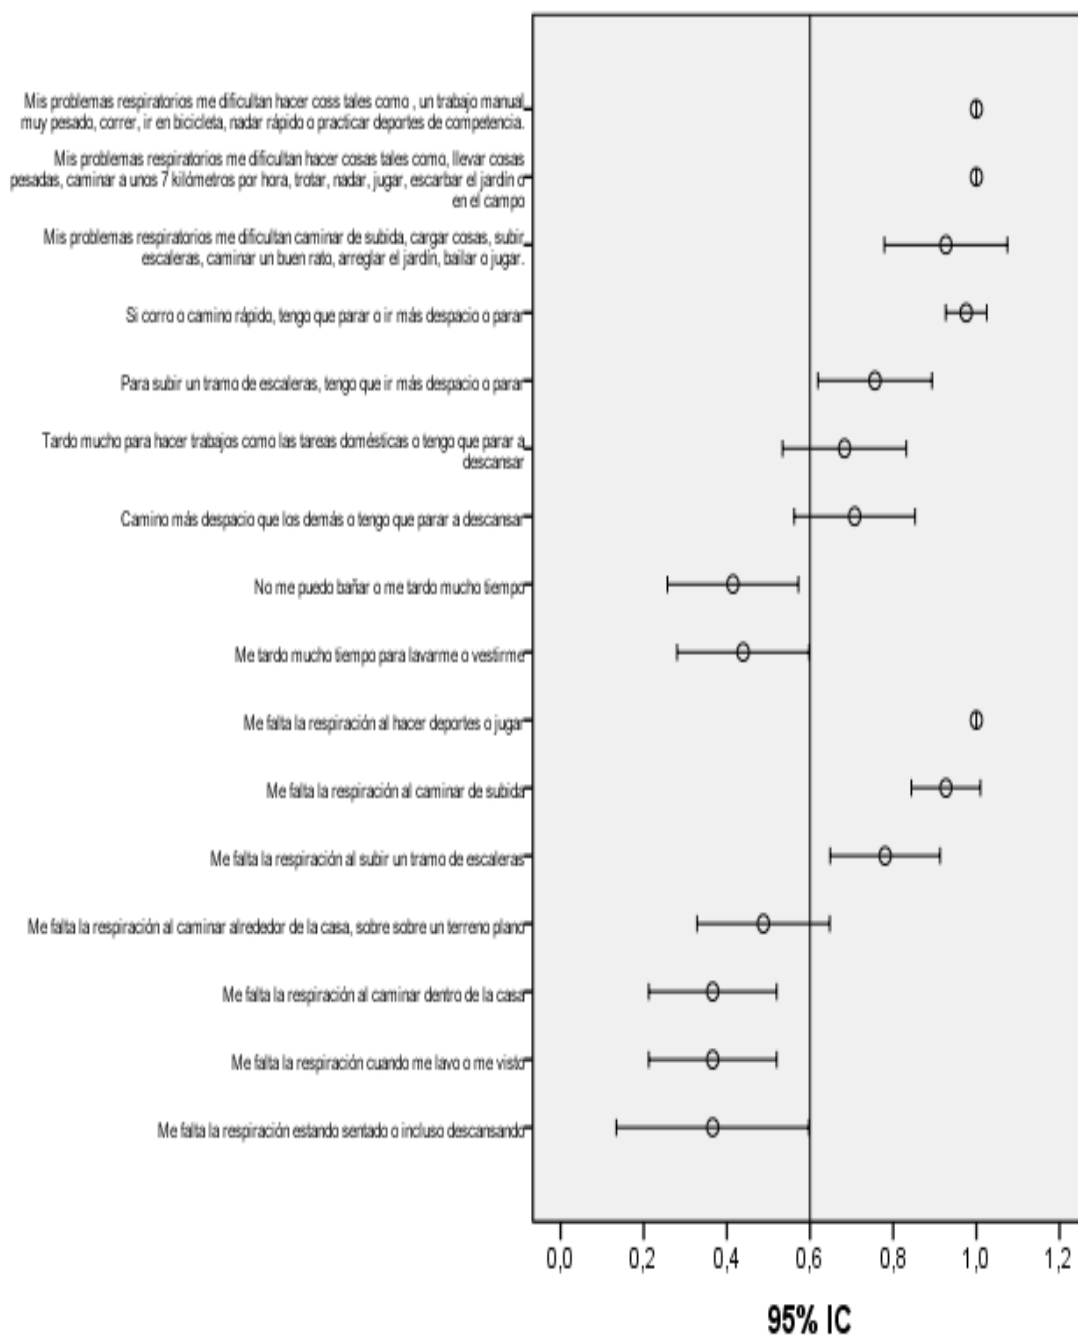 Mis problemas respiratorios me dificultan hacer coss tales como , un trabajo manual
muy pesado, correr, ir en bicicleta, nadar rápido o practicar deportes de competencia.
Mis problemas respiratorios me dificultan hacer cosas tales como, llevar cosas
pesadas, caminar a unos 7 kilómetros por hora, trotar, nadar, jugar, escarbar el jardín o
en el campo
Mis problemas respiratorios me dificultan caminar de subida, cargar cosas, subir
escaleras, caminar un buen rato, arreglar el jardín, bailar o jugar.
Si corro o camino rápido, tengo que parar o ir más despacio o parar
Para subir un tramo de escaleras, tengo que ir más despacio o parar
Tardo mucho para hacer trabajos como las tareas domésticas o tengo que parar a
descansar
Camino más despacio que los demás o tengo que parar a descansar
No me puedo bañar o me tardo mucho tiempo
Me tardo mucho tiempo para lavarme o vestirme
Me falta la respiración al hacer deportes o jugar
Me falta la respiración al caminar de subida
Me falta la respiración al subir un tramo de escaleras
Me falta la respiración al caminar alrededor de la casa, sobre sobre un terreno plano
Me falta la respiración al caminar dentro de la casa
Me falta la respiración cuando me lavo o me visto
Me falta la respiración estando sentado o incluso descansando
0,0 0,2 0,4 0,6 0,8 1,0 1,2
95% IC